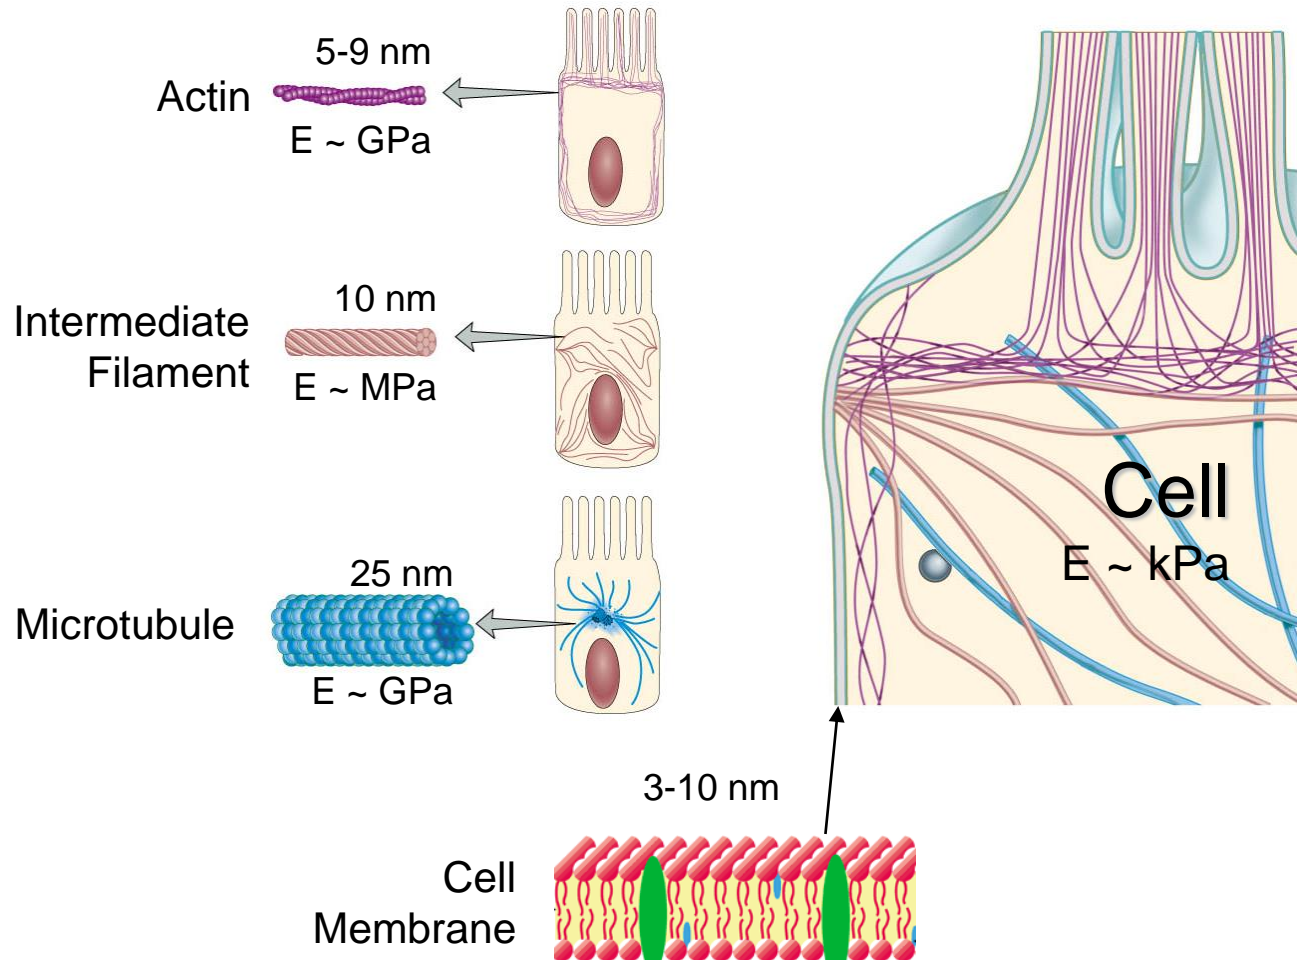 5-9 nm
Actin
E ~ GPa
10 nm
Intermediate
Filament
E ~ MPa
Cell
E ~ kPa
25 nm
Microtubule
E ~ GPa
3-10 nm
Cell
Membrane